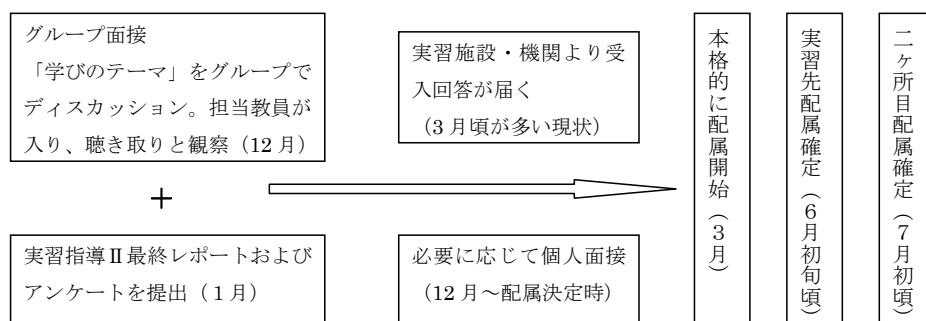 グループ面接
「学びのテーマ」をグループで
ディスカッション。担当教員が
入り、聴き取りと観察（12 月）
+
実習指導Ⅱ最終レポートおよび
アンケートを提出（１月）
実習施設・機関より受
入回答が届く
（3 月頃が多い現状）
必要に応じて個人面接
（12 月～配属決定時）
本格的に配属開始（３月）
実習先配属確定（６月初旬頃）
二ヶ所目配属確定（７月初頃）